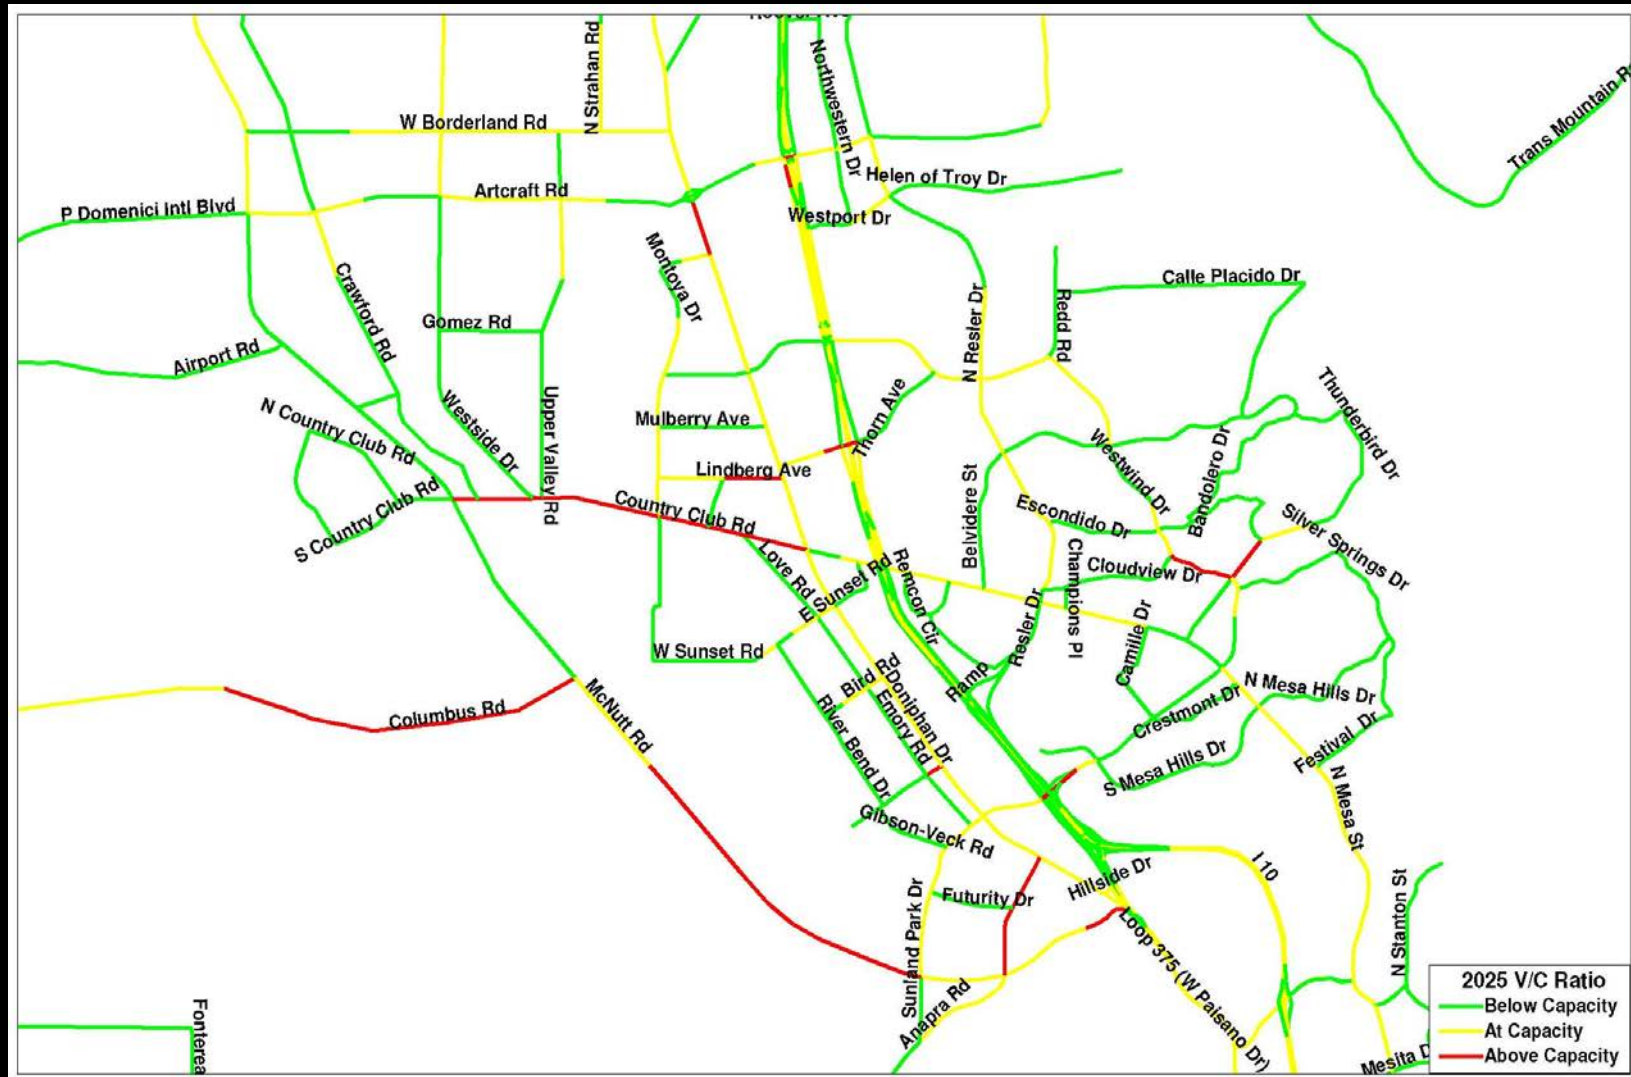 N Strahan Rd
Northwestern Dr
Trans Mountain
W Borderland Rd
Helen of Troy Dr
Artcraft Rd
P Domenici Intl Blvd
Westport Dr
Montoya Dr
Crawford Rd
Calle Placido Dr
Redd Rd
N Resler Dr
Gomez Rd
Airport Rd
Thunderbird Dr
Thorn Ave
Upper Valley Rd
Westside Dr
N Country Club Rd
Mulberry Ave
Westwind Dr
Bandolero Dr
Lindberg Ave
Belvidere St
S Country Club Rd
Country Club Rd
Escondido Dr
Silver Springs Dr
Love Rd
E Sunset Rd
Remcon Cir
Champions Pl
Cloudview Dr
Resler Dr
Camille Dr
W Sunset Rd
Bird Rd
Ramp
N Mesa Hills Dr
McNutt Rd
Columbus Rd
Doniphan Dr
Emory Rd
River Bend Dr
Crestmont Dr
Festival Dr
S Mesa Hills Dr
N Mesa St
Gibson-Veck Rd
I 10
Hillside Dr
Futurity Dr
Sunland Park Dr
N Stanton St
Loop 375 (W Paisano Dr)
Anapra Rd
Fonterea
Mesita
2025 V/C Ratio
Below Capacity
At Capacity
Above Capacity